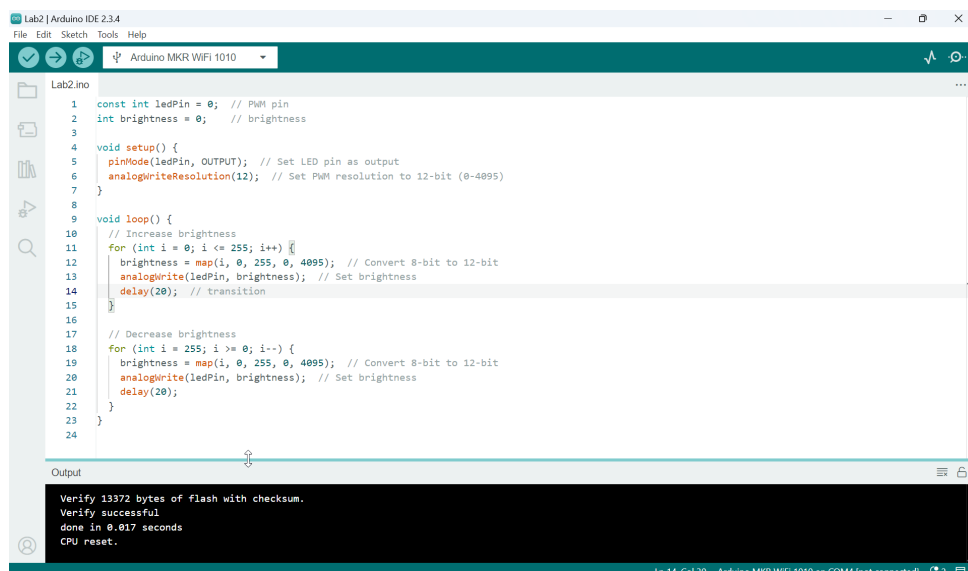 Lab2 | Arduino IDE 2.3.4
File Edit Sketch Tools Help
Arduino MKR WiFi 1010
Lab2.ino
1 const int ledPin = 0; // PWM pin
2 int brightness = 0; // brightness
3
4 void setup() {
5 pinMode(ledPin, OUTPUT); // Set LED pin as output
6 analogWriteResolution(12); // Set PWM resolution to 12-bit (0-4095)
7 }
8
9 void loop() {
10 // Increase brightness
11 for (int i = 0; i <= 255; i++) {
12 brightness = map(i, 0, 255, 0, 4095); // Convert 8-bit to 12-bit
13 analogWrite(ledPin, brightness); // Set brightness
14 delay(20); // transition
15 }
16
17 // Decrease brightness
18 for (int i = 255; i >= 0; i--) {
19 brightness = map(i, 0, 255, 0, 4095); // Convert 8-bit to 12-bit
20 analogWrite(ledPin, brightness); // Set brightness
21 delay(20);
22 }
23 }
24
Output
Verify 13372 bytes of flash with checksum.
Verify successful
done in 0.017 seconds
CPU reset.